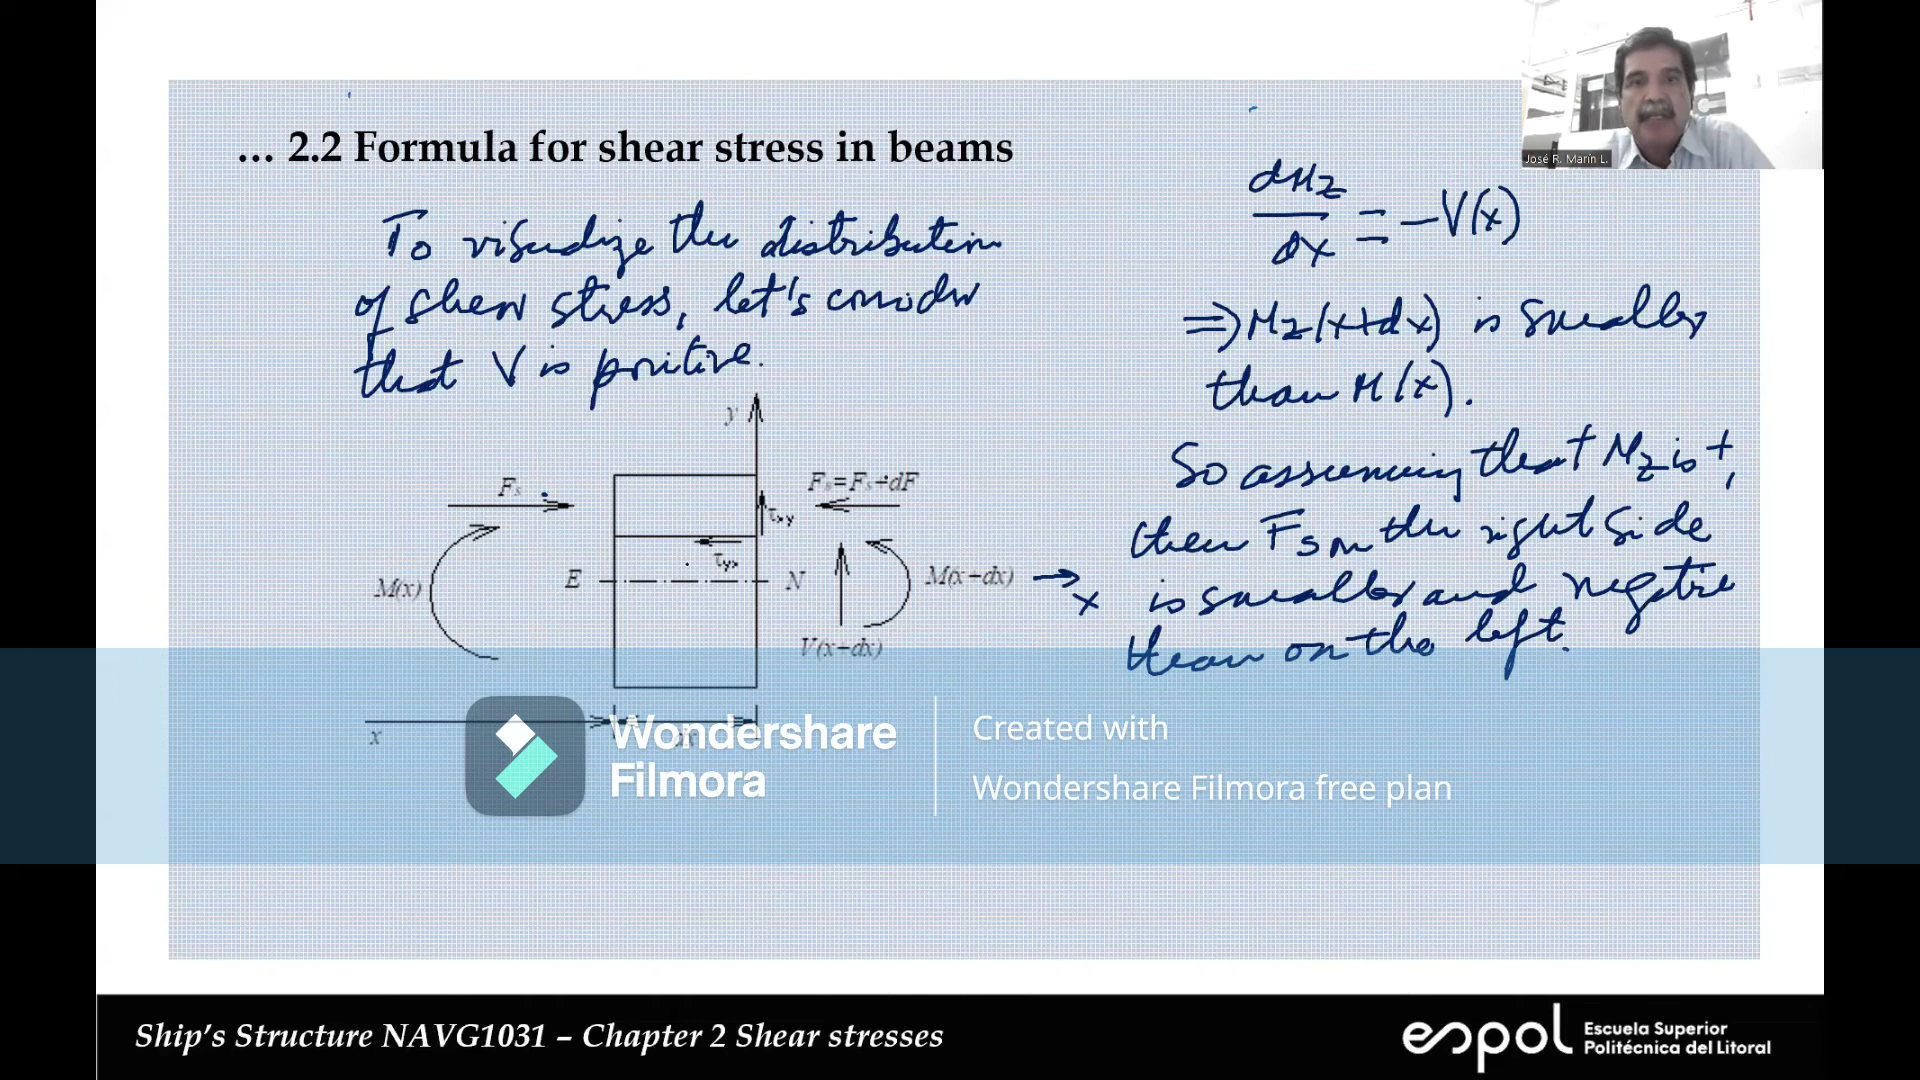 ... 2.2 Formula for shear stress in beams
José R. Marín L.
To visualize the distribution
of shear stress, let's consider
that V is positive.
dMz
dx
= -V(x)
⇒ Mz(x+dx) is smaller
than M(x).
So assuming that Mz is +,
then Fs on the right side
is smaller and negative
than on the left.
y
Fs
Fs=Fs+dF
τxy
τyx
M(x)
E
N
M(x+dx)
x
V(x+dx)
x
dx
Wondershare
Filmora
Created with
Wondershare Filmora free plan
Ship's Structure NAVG1031 – Chapter 2 Shear stresses
espol
Escuela Superior
Politécnica del Litoral